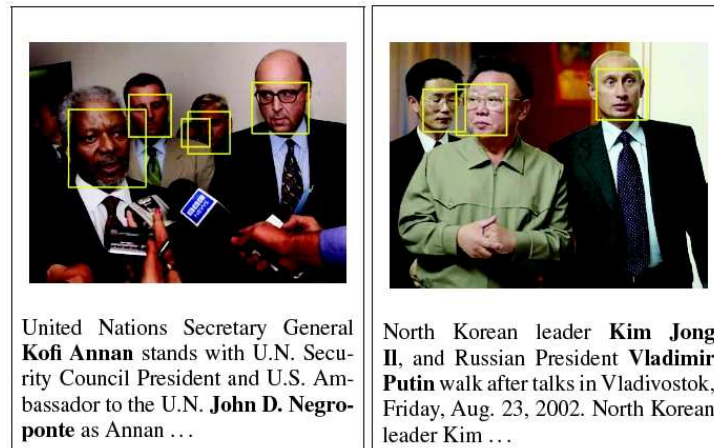 BBC
NEWS
United Nations Secretary General
Kofi Annan stands with U.N. Secu-
rity Council President and U.S. Am-
bassador to the U.N. John D. Negro-
ponte as Annan ...
North Korean leader Kim Jong
Il, and Russian President Vladimir
Putin walk after talks in Vladivostok,
Friday, Aug. 23, 2002. North Korean
leader Kim ...